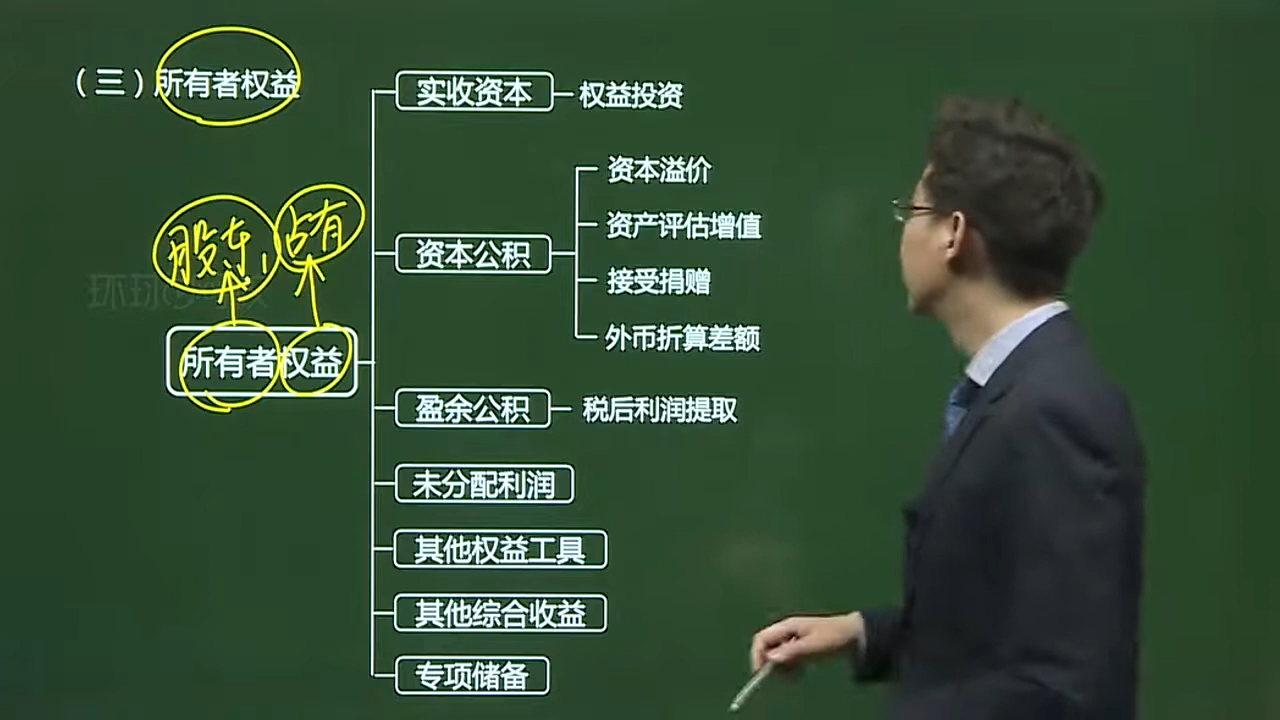 （三）所有者权益
实收资本
权益投资
资本公积
资本溢价
资产评估增值
接受捐赠
外币折算差额
股东,
占有
所有者权益
盈余公积
税后利润提取
未分配利润
其他权益工具
其他综合收益
专项储备